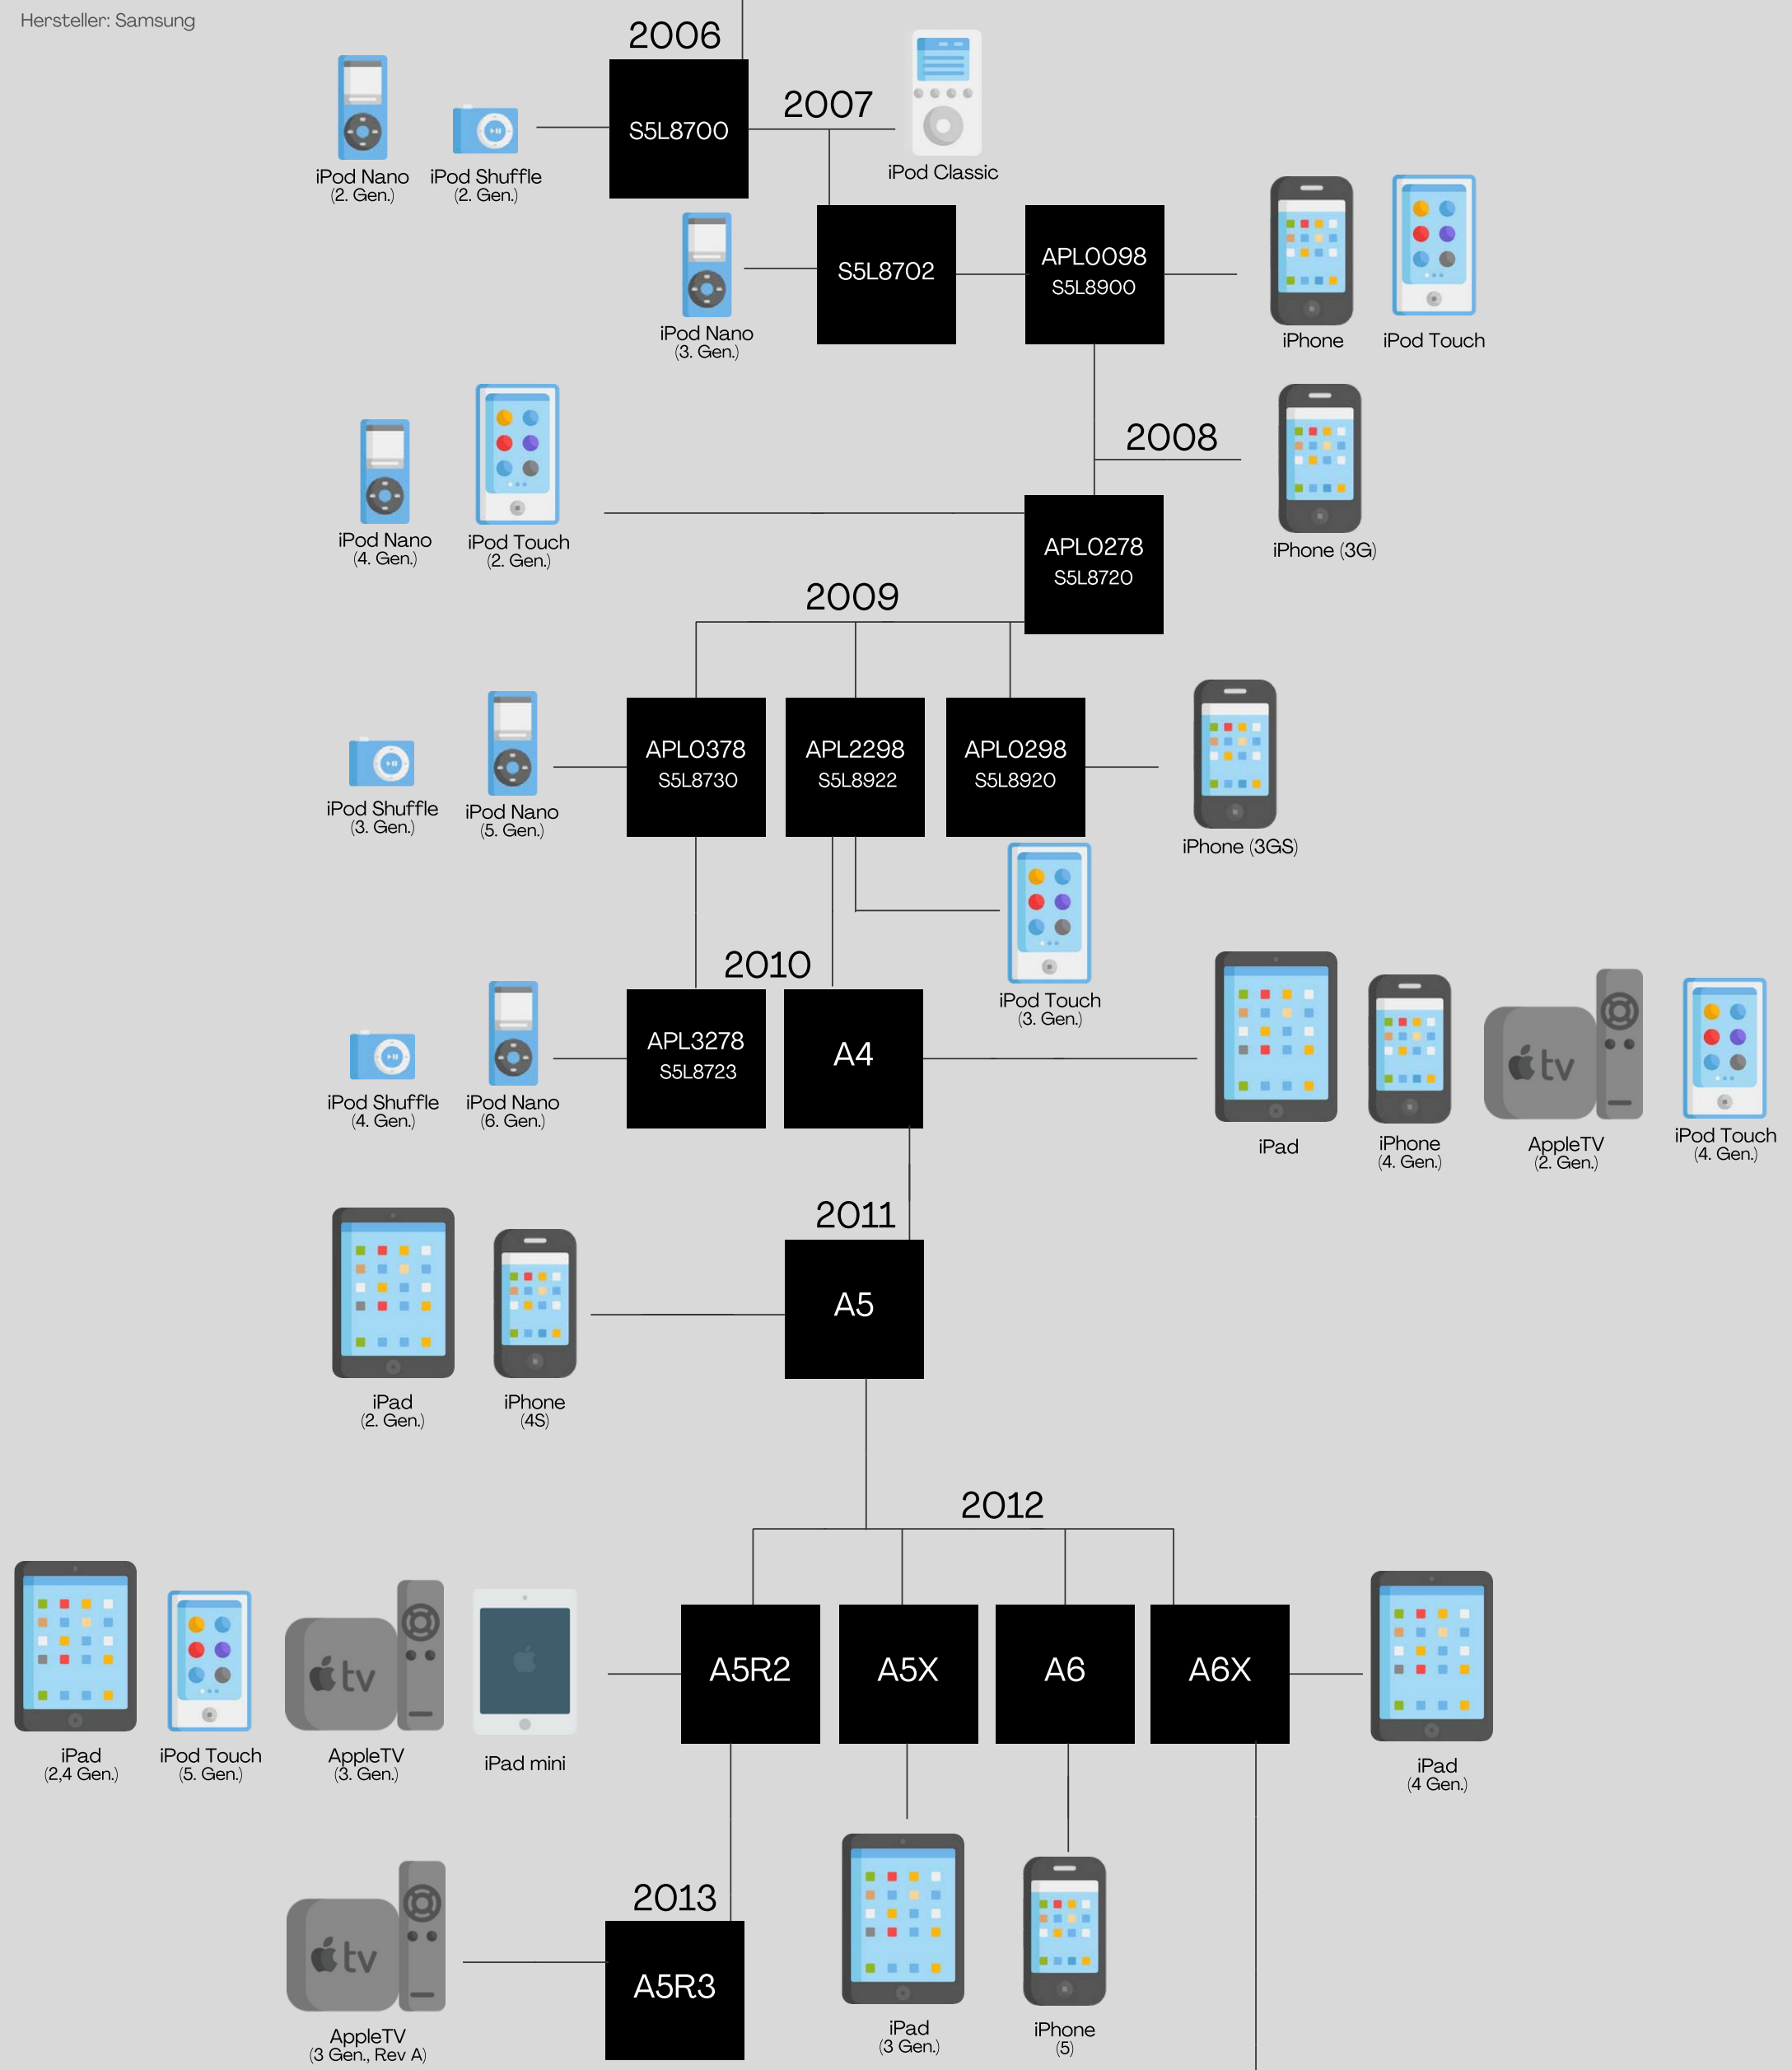 Hersteller: Samsung
2006
S5L8700
2007
iPod Nano
(2. Gen.)
iPod Shuffle
(2. Gen.)
iPod Classic
S5L8702
APL0098
S5L8900
iPod Nano
(3. Gen.)
iPhone
iPod Touch
2008
iPod Nano
(4. Gen.)
iPod Touch
(2. Gen.)
APL0278
S5L8720
iPhone (3G)
2009
APL0378
S5L8730
APL2298
S5L8922
APL0298
S5L8920
iPod Shuffle
(3. Gen.)
iPod Nano
(5. Gen.)
iPhone (3GS)
2010
iPod Touch
(3. Gen.)
APL3278
S5L8723
A4
tv
iPod Shuffle
(4. Gen.)
iPod Nano
(6. Gen.)
iPad
iPhone
(4. Gen.)
AppleTV
(2. Gen.)
iPod Touch
(4. Gen.)
2011
A5
iPad
(2. Gen.)
iPhone
(4S)
2012
tv
A5R2
A5X
A6
A6X
iPad
(2,4 Gen.)
iPod Touch
(5. Gen.)
AppleTV
(3. Gen.)
iPad mini
iPad
(4 Gen.)
2013
tv
A5R3
AppleTV
(3 Gen., Rev A)
iPad
(3 Gen.)
iPhone
(5)